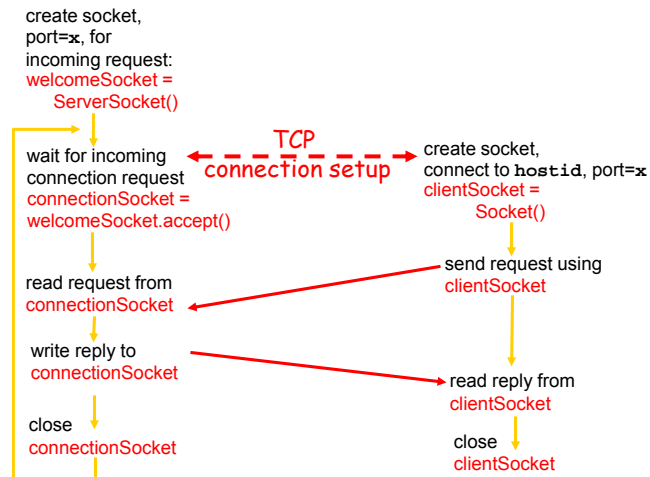 create socket,
port=x, for
incoming request:
welcomeSocket =
ServerSocket()
wait for incoming
connection request
connectionSocket =
welcomeSocket.accept()
TCP
connection setup
create socket,
connect to hostid, port=x
clientSocket =
Socket()
read request from
connectionSocket
send request using
clientSocket
write reply to
connectionSocket
read reply from
clientSocket
close
connectionSocket
close
clientSocket